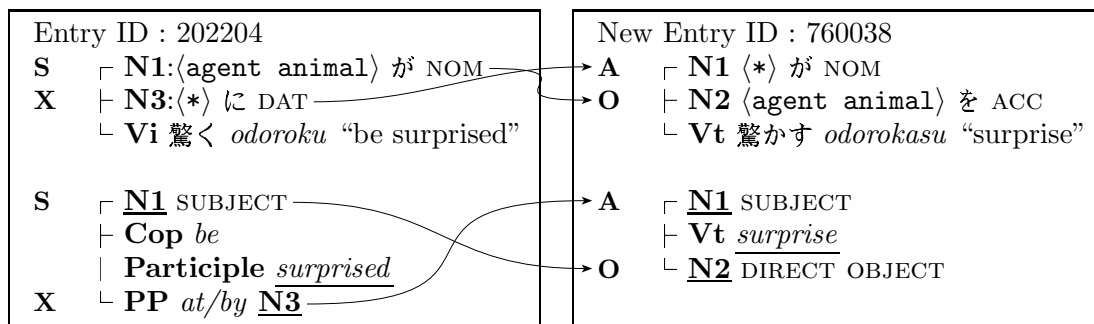 Entry ID : 202204
S N1:⟨agent animal⟩ が NOM
X N3:⟨*⟩ に DAT
Vi 驚く odoroku “be surprised”
S N1 SUBJECT
Cop be
Participle surprised
X PP at/by N3
New Entry ID : 760038
A N1 ⟨*⟩ が NOM
O N2 ⟨agent animal⟩ を ACC
Vt 驚かす odorokasu “surprise”
A N1 SUBJECT
Vt surprise
O N2 DIRECT OBJECT